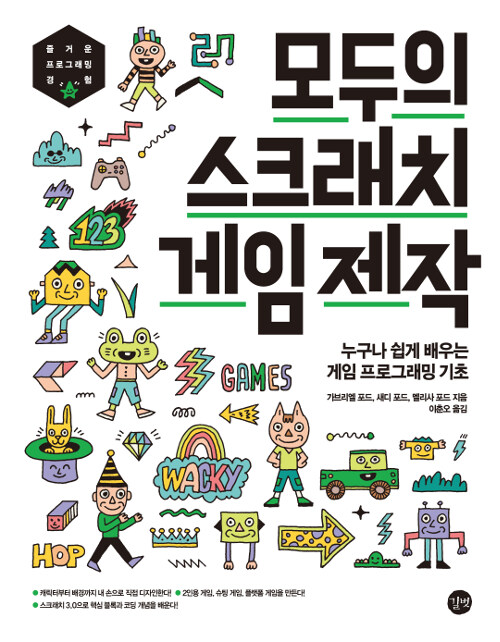 즐거운
프로그래밍
경험
모두의
스크래치
게임 제작
누구나 쉽게 배우는
게임 프로그래밍 기초
가브리엘 포드, 새디 포드, 멜리사 포드 지음
이춘오 옮김
123
GAMES
WACKY
HOP
● 캐릭터부터 배경까지 내 손으로 직접 디자인한다! ● 2인용 게임, 슈팅 게임, 플랫폼 게임을 만든다!
● 스크래치 3.0으로 핵심 블록과 코딩 개념을 배운다!
길벗